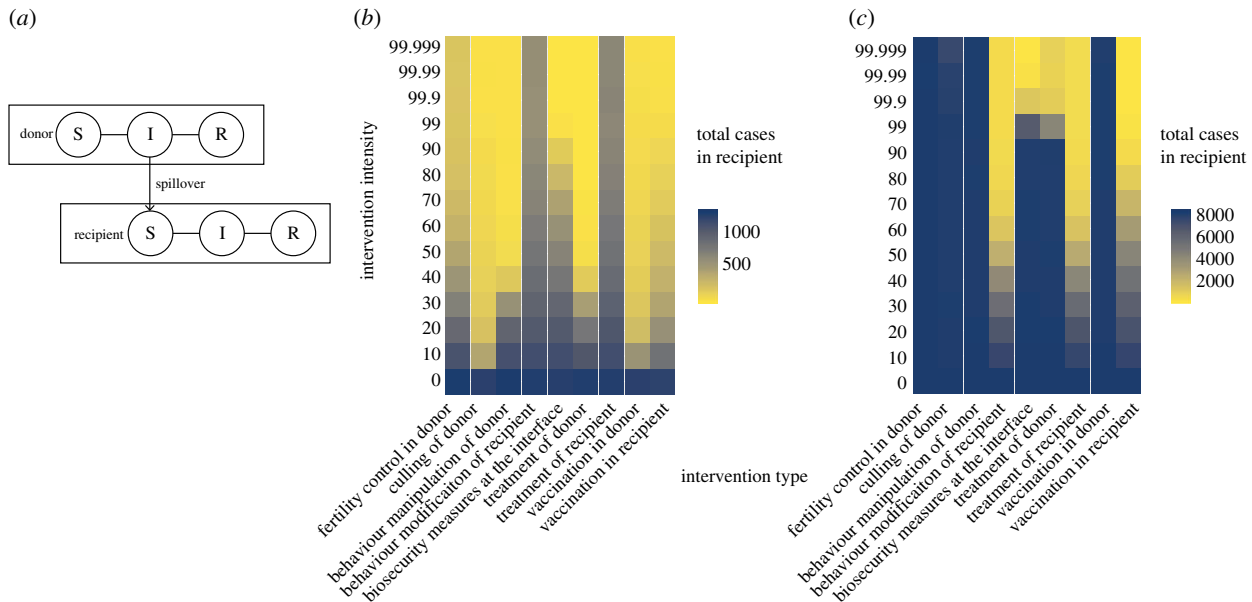 (a)
donor
S
I
R
spillover
recipient
S
I
R
(b)
intervention intensity
99.999
99.99
99.9
99
90
80
70
60
50
40
30
20
10
0
fertility control in donor
culling of donor
behaviour manipulation of donor
behaviour modificaiton of recipient
biosecurity measures at the interface
treatment of donor
treatment of recipient
vaccination in donor
vaccination in recipient
total cases
in recipient
1000
500
intervention type
(c)
99.999
99.99
99.9
99
90
80
70
60
50
40
30
20
10
0
fertility control in donor
culling of donor
behaviour manipulation of donor
behaviour modificaiton of recipient
biosecurity measures at the interface
treatment of donor
treatment of recipient
vaccination in donor
vaccination in recipient
total cases
in recipient
8000
6000
4000
2000